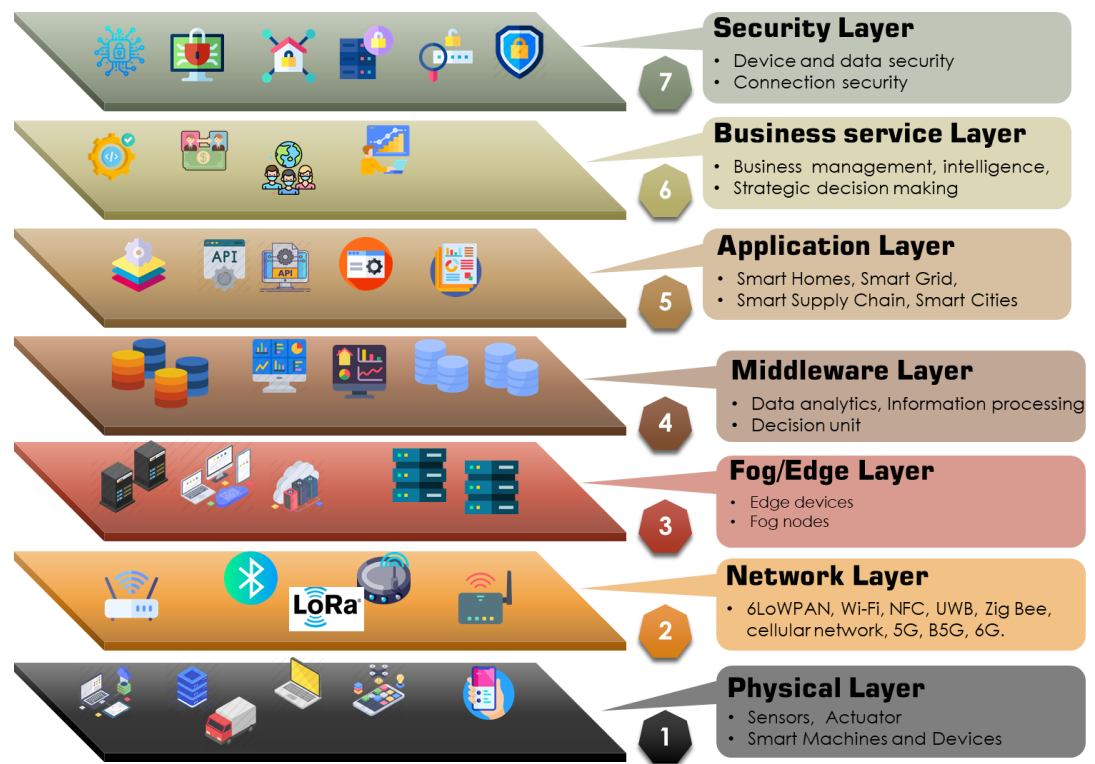 Security Layer
• Device and data security
• Connection security
7
Business service Layer
• Business management, intelligence,
• Strategic decision making
6
API
API
Application Layer
• Smart Homes, Smart Grid,
• Smart Supply Chain, Smart Cities
5
Middleware Layer
• Data analytics, Information processing
• Decision unit
4
Fog/Edge Layer
• Edge devices
• Fog nodes
3
LoRa®
Network Layer
• 6LoWPAN, Wi-Fi, NFC, UWB, Zig Bee,
cellular network, 5G, B5G, 6G.
2
Physical Layer
• Sensors, Actuator
• Smart Machines and Devices
1